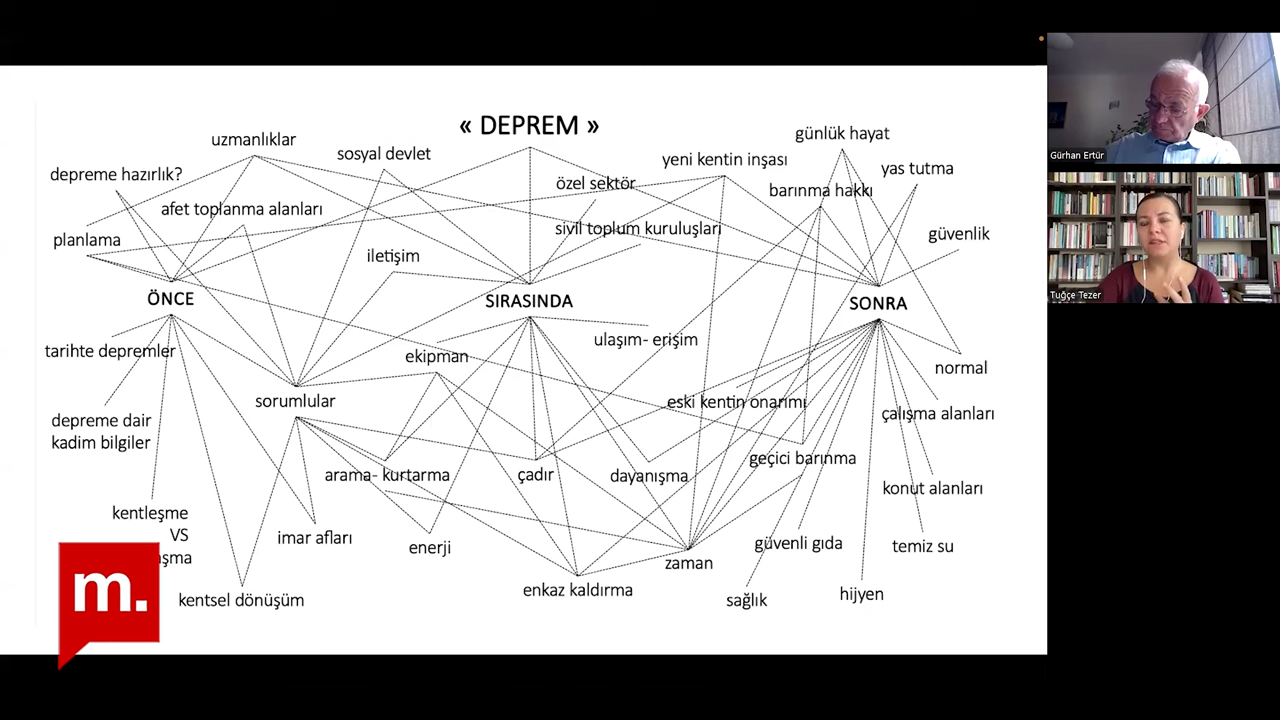 « DEPREM »
uzmanlıklar
sosyal devlet
günlük hayat
depreme hazırlık?
yeni kentin inşası
yas tutma
özel sektör
barınma hakkı
afet toplanma alanları
planlama
sivil toplum kuruluşları
güvenlik
iletişim
ÖNCE
SIRASINDA
SONRA
tarihte depremler
ekipman
ulaşım- erişim
normal
sorumlular
eski kentin onarımı
çalışma alanları
depreme dair
kadim bilgiler
arama- kurtarma
çadır
dayanışma
geçici barınma
konut alanları
kentleşme
VS
imar afları
enerji
zaman
güvenli gıda
temiz su
kentsel dönüşüm
enkaz kaldırma
sağlık
hijyen
m.
Gürhan Ertür
Tuğçe Tezer